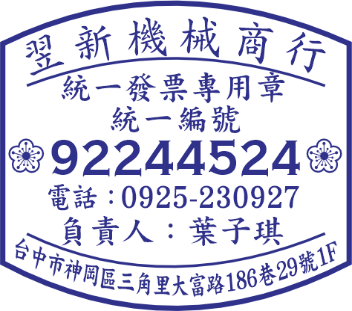 翌新機械商行
統一發票專用章
統一編號
92244524
電話：0925-230927
負責人：葉子琪
台中市神岡區三角里大富路186巷29號1F